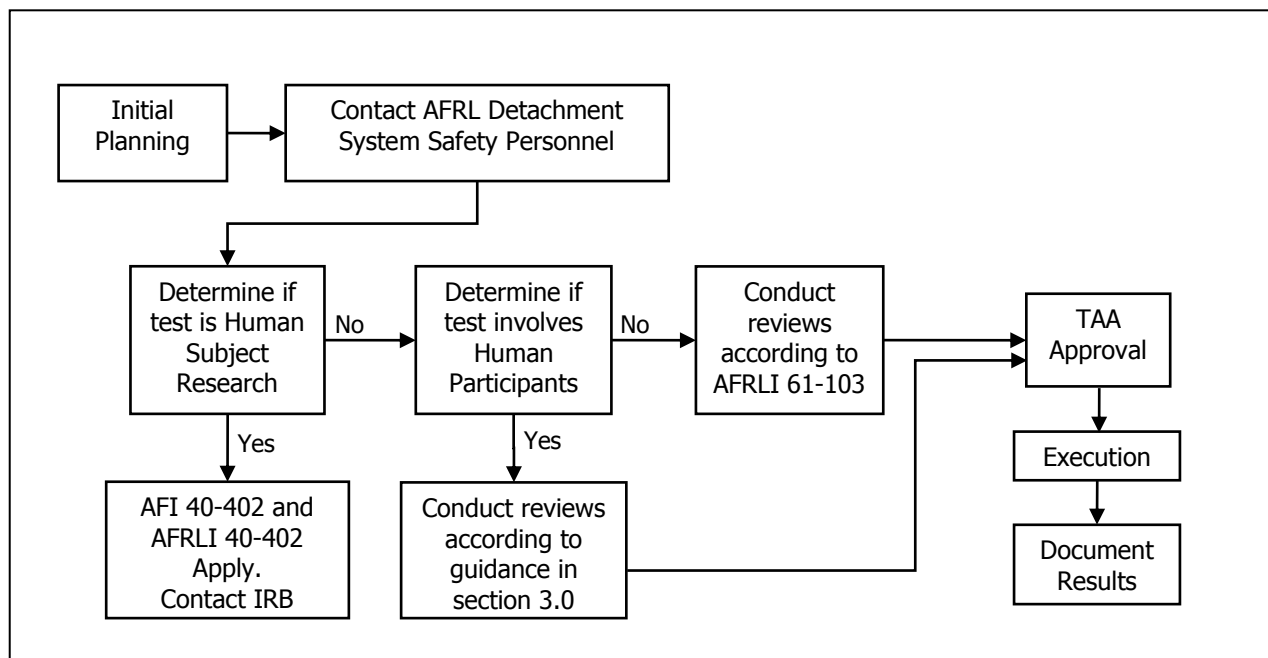 Initial
Planning
Contact AFRL Detachment
System Safety Personnel
Determine if
test is Human
Subject
Research
No
Determine if
test involves
Human
Participants
No
Conduct
reviews
according to
AFRLI 61-103
TAA
Approval
Yes
Yes
Execution
AFI 40-402 and
AFRLI 40-402
Apply.
Contact IRB
Conduct reviews
according to
guidance in
section 3.0
Document
Results